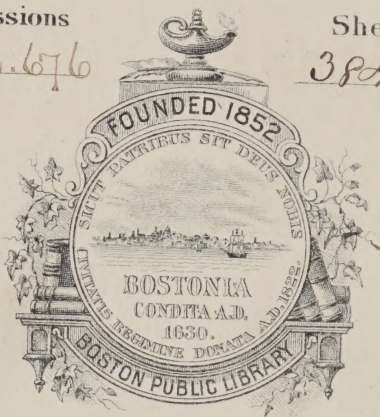 ssions
She
.676
384
FOUNDED 1852
SICUT PATRIBUS SIT DEUS NOBIS
CIVITATIS REGIMINE DONATA A.D. 1822.
BOSTONIA
CONDITA A.D.
1630.
BOSTON PUBLIC LIBRARY